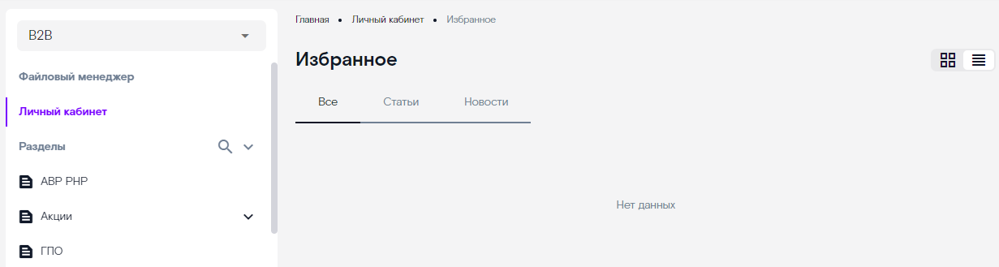 B2B
Файловый менеджер
Личный кабинет
Разделы
АВР РНР
Акции
ГПО
Главная • Личный кабинет • Избранное
Избранное
Все Статьи Новости
Нет данных